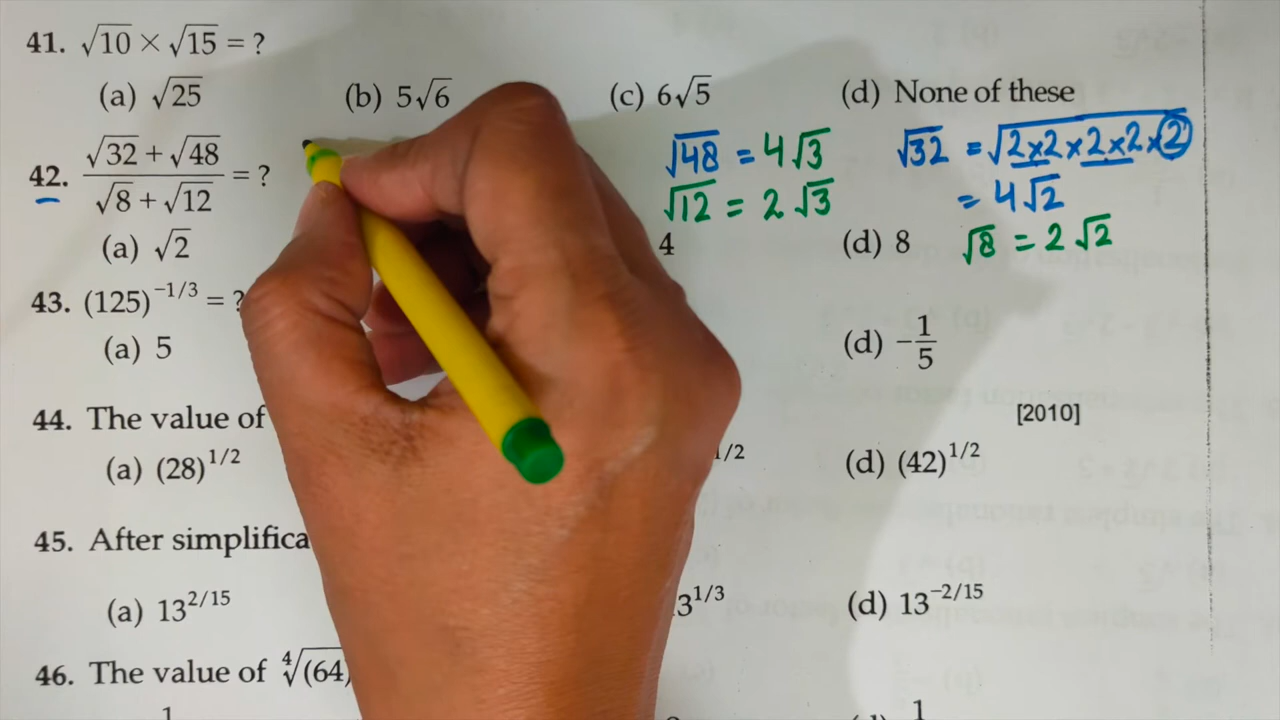 41. √10 × √15 = ?
(a) √25 (b) 5√6 (c) 6√5 (d) None of these
√48 = 4√3 √32 = √2×2×2×2×2
42. (√32 + √48)/(√8 + √12) = ?
√12 = 2√3 = 4√2
(a) √2 4 (d) 8 √8 = 2√2
43. (125)^-1/3 = ?
(a) 5 (d) -1/5
44. The value of [2010]
(a) (28)^1/2 1/2 (d) (42)^1/2
45. After simplifica
(a) 13^2/15 3^1/3 (d) 13^-2/15
46. The value of ∜(64)
1 1